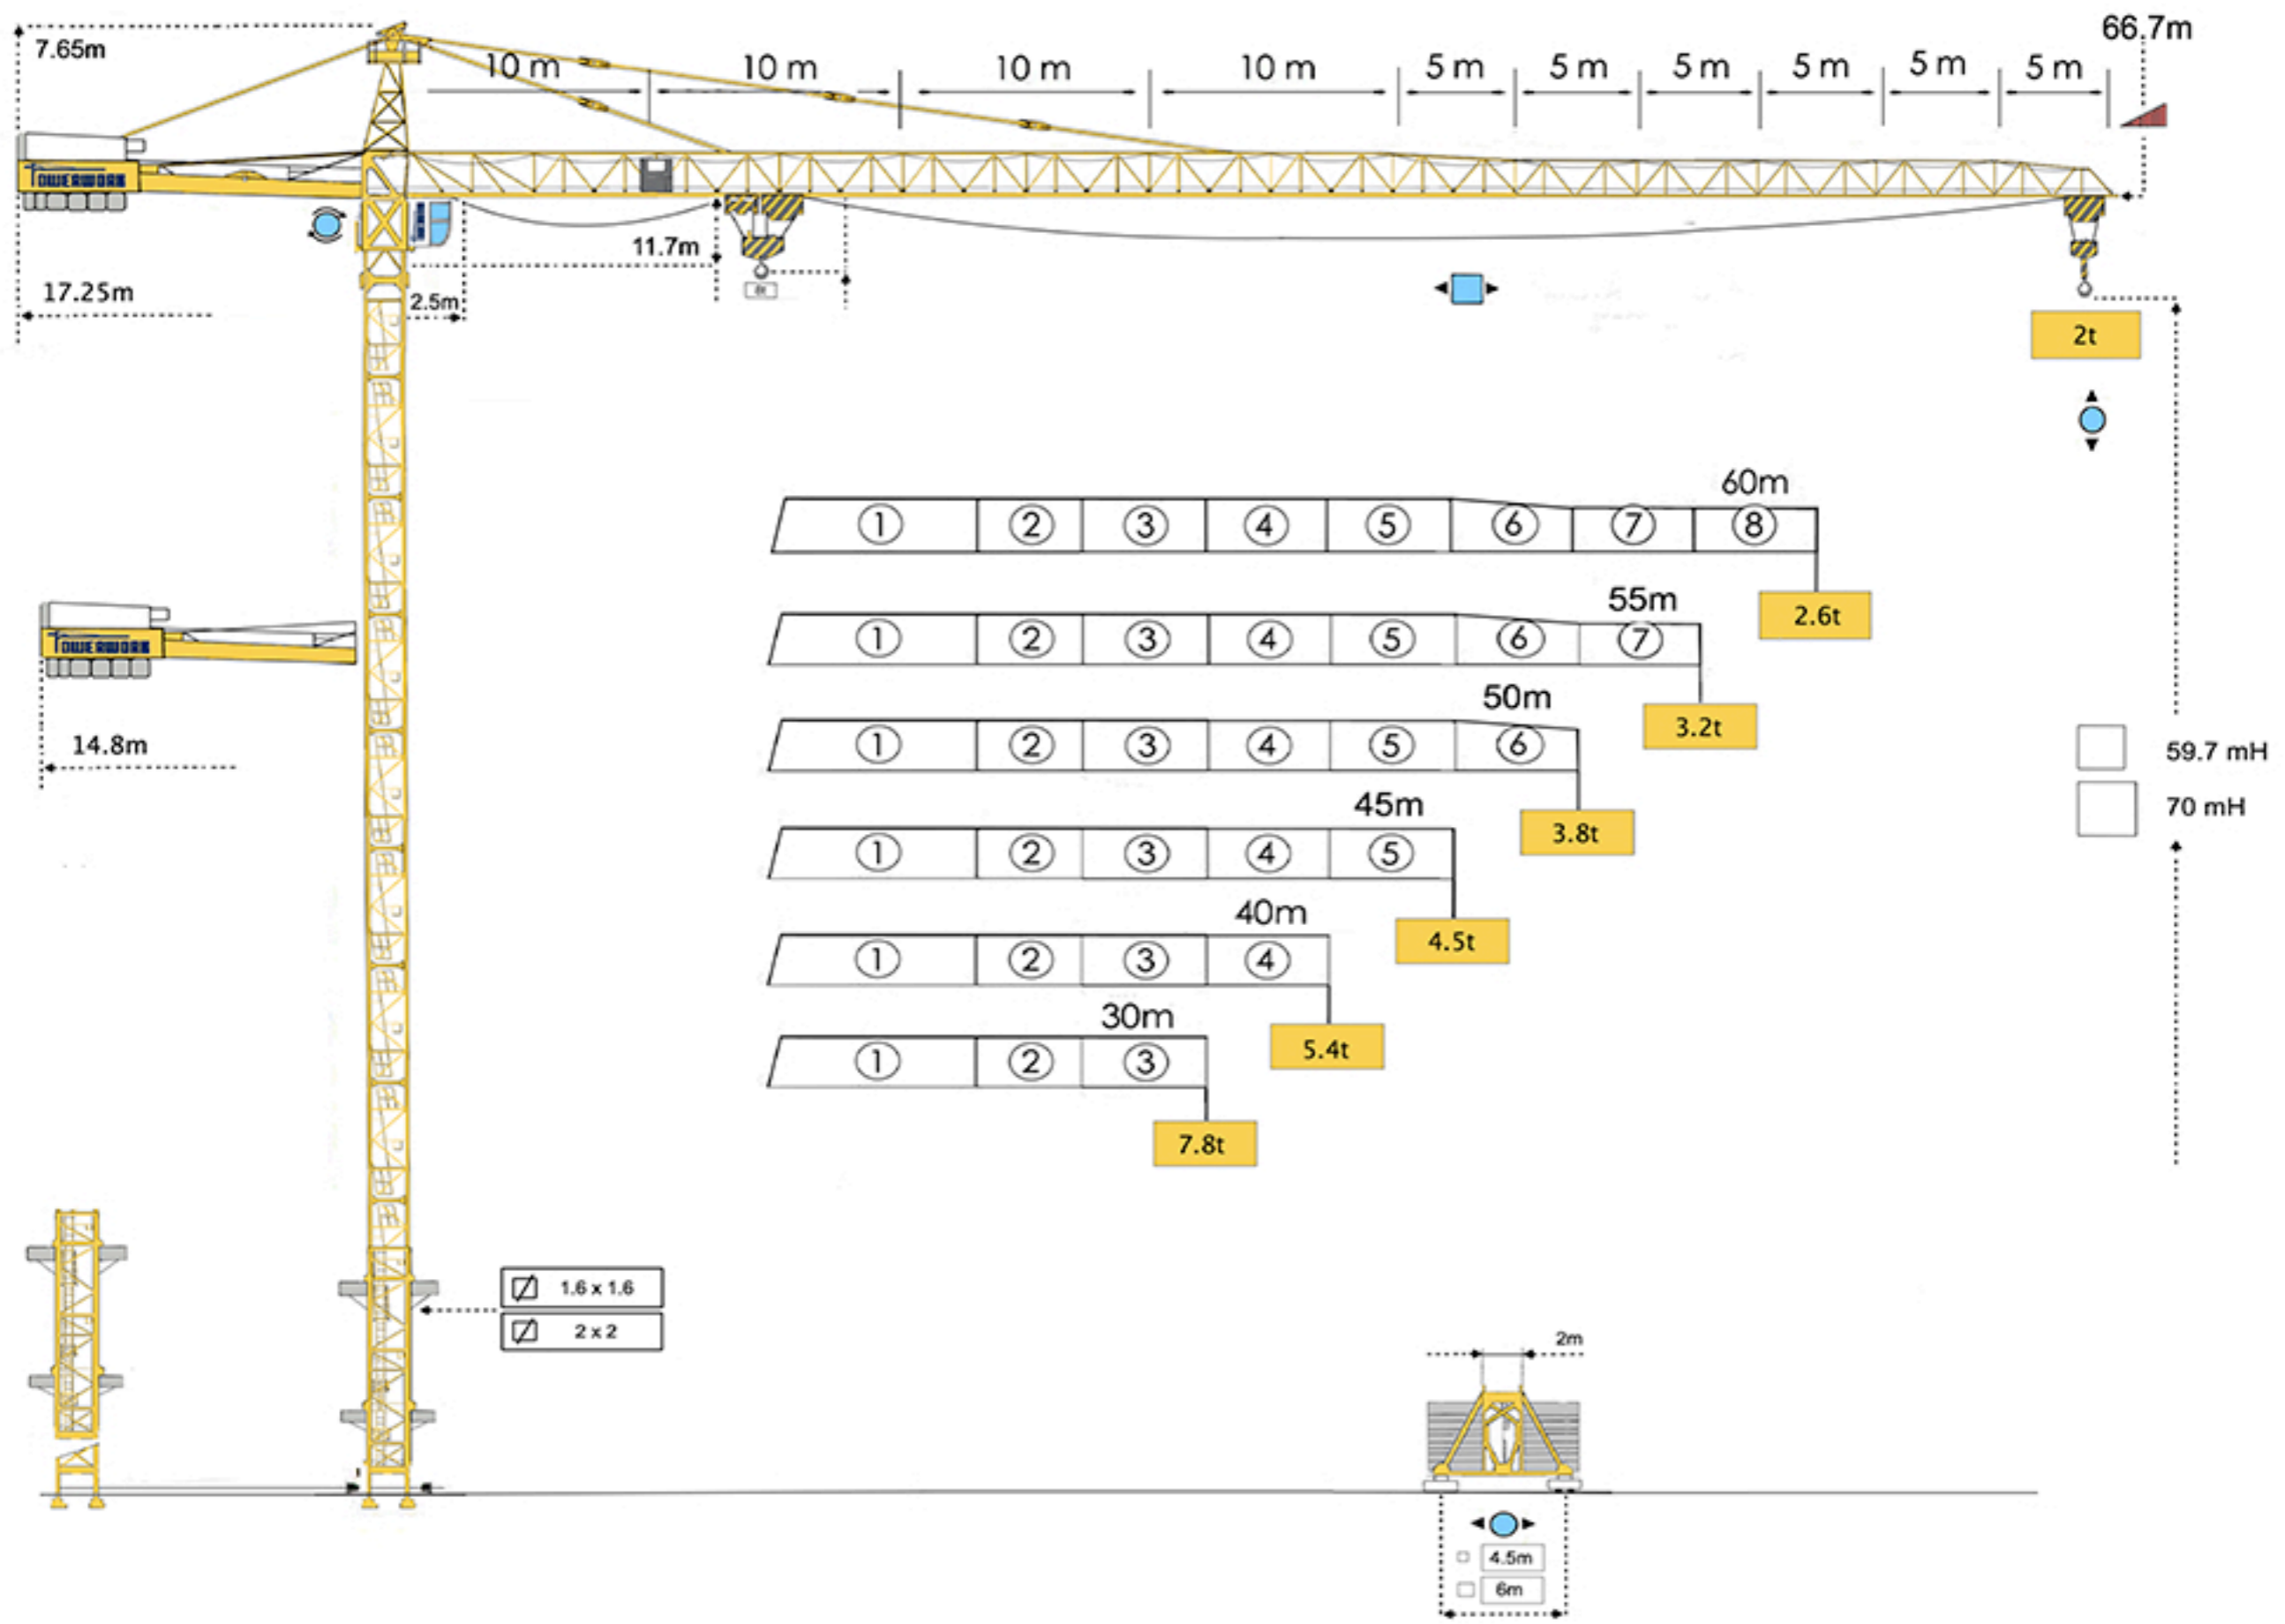 66.7m
7.65m
10 m 10 m 10 m 10 m 5 m 5 m 5 m 5 m 5 m 5 m
TOWERWORK
11.7m
17.25m
2.5m
8t
2t
60m
1 2 3 4 5 6 7 8
2.6t
55m
1 2 3 4 5 6 7
TOWERWORK
3.2t
50m
1 2 3 4 5 6
14.8m
59.7 mH
70 mH
3.8t
45m
1 2 3 4 5
4.5t
40m
1 2 3 4
5.4t
30m
1 2 3
7.8t
1.6 x 1.6
2 x 2
2m
4.5m
6m